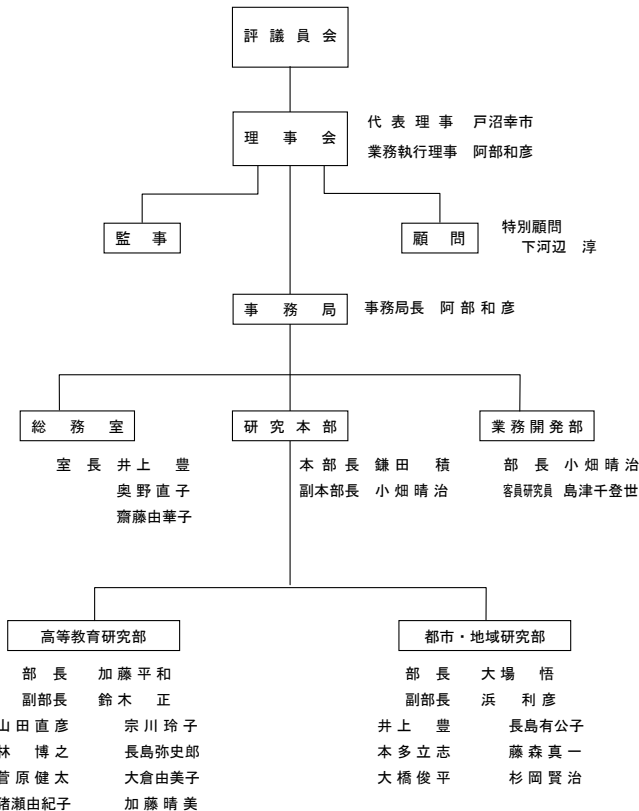 評議員会
理事会
代表理事 戸沼幸市
業務執行理事 阿部和彦
監事
顧問
特別顧問
下河辺 淳
事務局
事務局長 阿部和彦
総務室
研究本部
業務開発部
室長 井上 豊
奥野直子
齋藤由華子
本部長 鎌田 積
副本部長 小畑晴治
部長 小畑晴治
客員研究員 島津千登世
高等教育研究部
都市・地域研究部
部長 加藤平和
副部長 鈴木 正
山田直彦 宗川玲子
林 博之 長島弥史郎
菅原健太 大倉由美子
猪瀬由紀子 加藤晴美
部長 大場 悟
副部長 浜 利彦
井上 豊 長島有公子
本多立志 藤森真一
大橋俊平 杉岡賢治